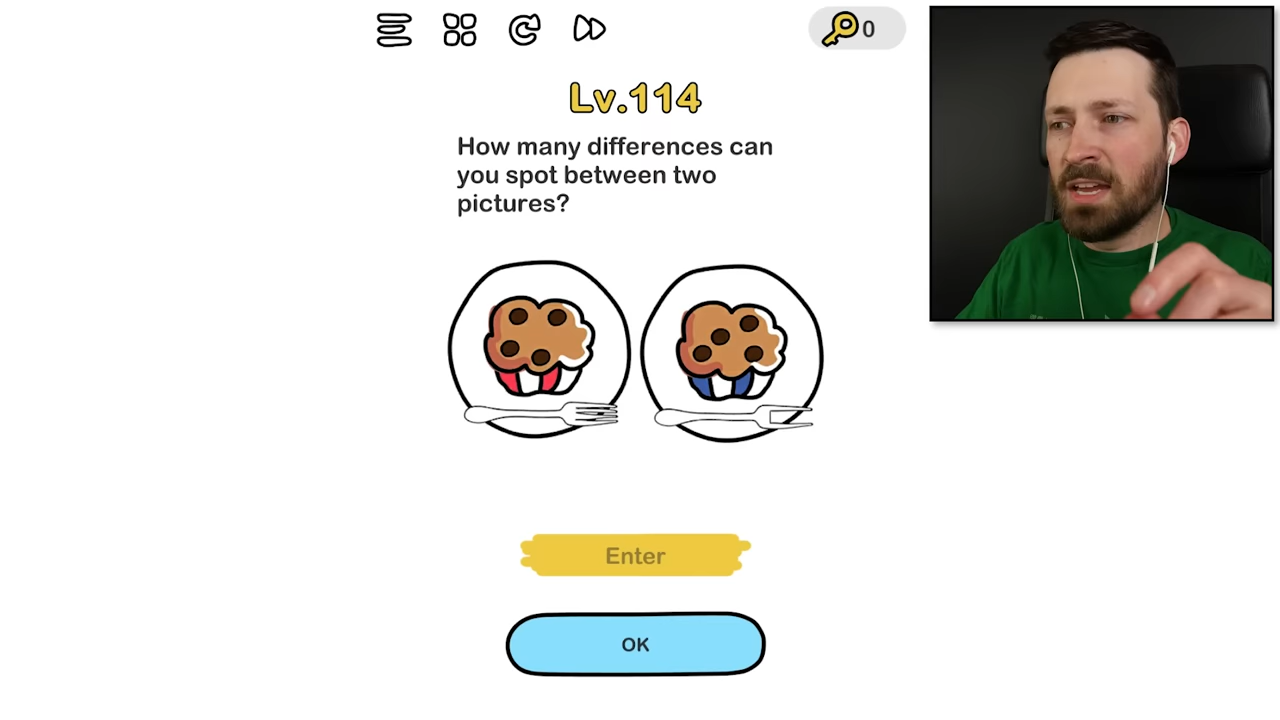 0
Lv.114
How many differences can
you spot between two
pictures?
Enter
OK